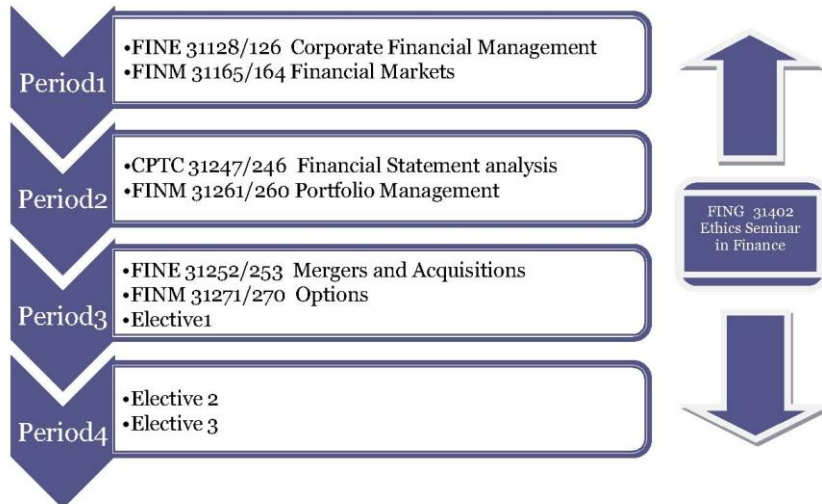 Period1
•FINE 31128/126 Corporate Financial Management
•FINM 31165/164 Financial Markets
Period2
•CPTC 31247/246 Financial Statement analysis
•FINM 31261/260 Portfolio Management
Period3
•FINE 31252/253 Mergers and Acquisitions
•FINM 31271/270 Options
•Elective1
Period4
•Elective 2
•Elective 3
FING 31402
Ethics Seminar
in Finance